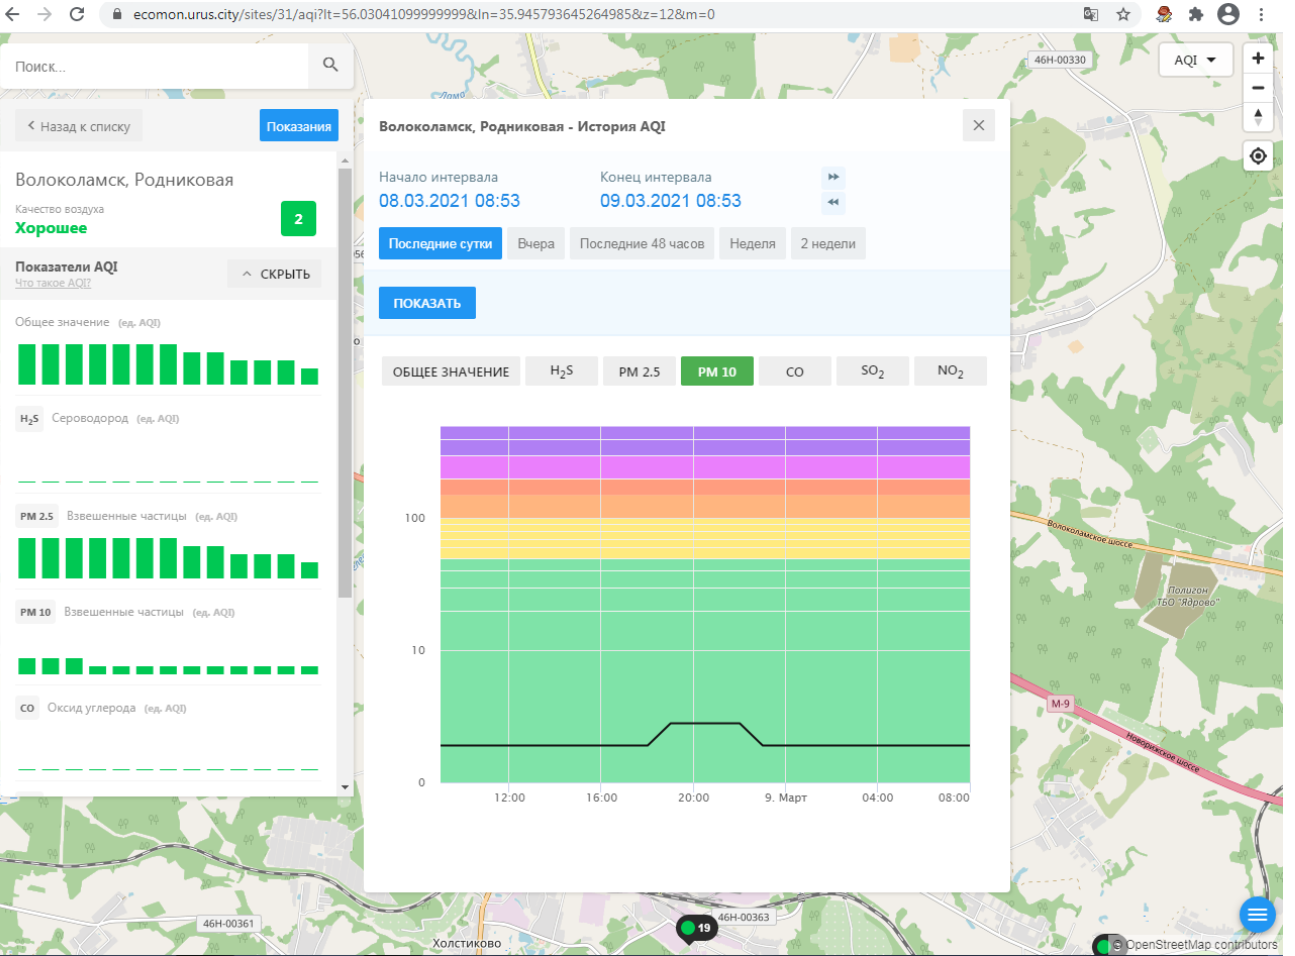 ecomon.urus.city/sites/31/aqi?lt=56.03041099999999&ln=35.945793645264985&z=12&m=0
Поиск...
46Н-00330
AQI
Назад к списку
Показания
Волоколамск, Родниковая - История AQI
Волоколамск, Родниковая
Качество воздуха
Хорошее
2
Начало интервала
Конец интервала
08.03.2021 08:53
09.03.2021 08:53
Последние сутки
Вчера
Последние 48 часов
Неделя
2 недели
Показатели AQI
Что такое AQI?
СКРЫТЬ
ПОКАЗАТЬ
Общее значение (ед. AQI)
ОБЩЕЕ ЗНАЧЕНИЕ
H2S
PM 2.5
PM 10
CO
SO2
NO2
H2S Сероводород (ед. AQI)
PM 2.5 Взвешенные частицы (ед. AQI)
PM 10 Взвешенные частицы (ед. AQI)
CO Оксид углерода (ед. AQI)
100
10
0
12:00
16:00
20:00
9. Март
04:00
08:00
Волоколамское шоссе
Полигон
ТБО "Ядрово"
М-9
Новорижское шоссе
46Н-00361
46Н-00363
19
Холстиково
© OpenStreetMap contributors